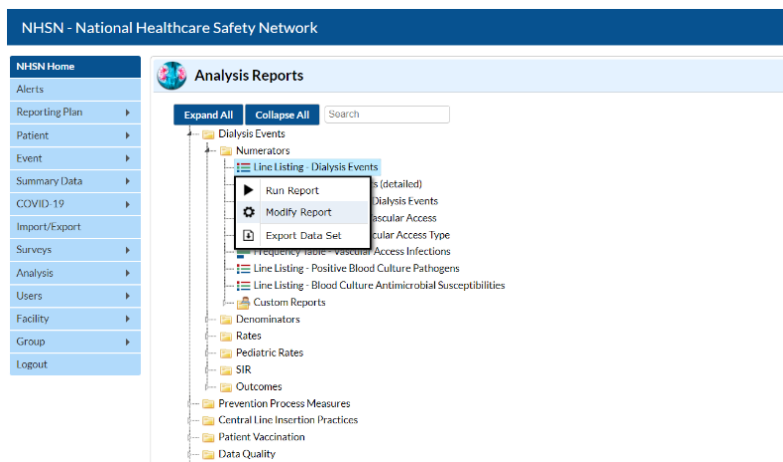 NHSN - National Healthcare Safety Network
NHSN Home
Alerts
Reporting Plan
Patient
Event
Summary Data
COVID-19
Import/Export
Surveys
Analysis
Users
Facility
Group
Logout
Analysis Reports
Expand All
Collapse All
Search
Dialysis Events
Numerators
Line Listing - Dialysis Events
(detailed)
Run Report
Dialysis Events
Modify Report
Vascular Access
Export Data Set
Access Type
Frequency Table - Vascular Access Infections
Line Listing - Positive Blood Culture Pathogens
Line Listing - Blood Culture Antimicrobial Susceptibilities
Custom Reports
Denominators
Rates
Pediatric Rates
SIR
Outcomes
Prevention Process Measures
Central Line Insertion Practices
Patient Vaccination
Data Quality